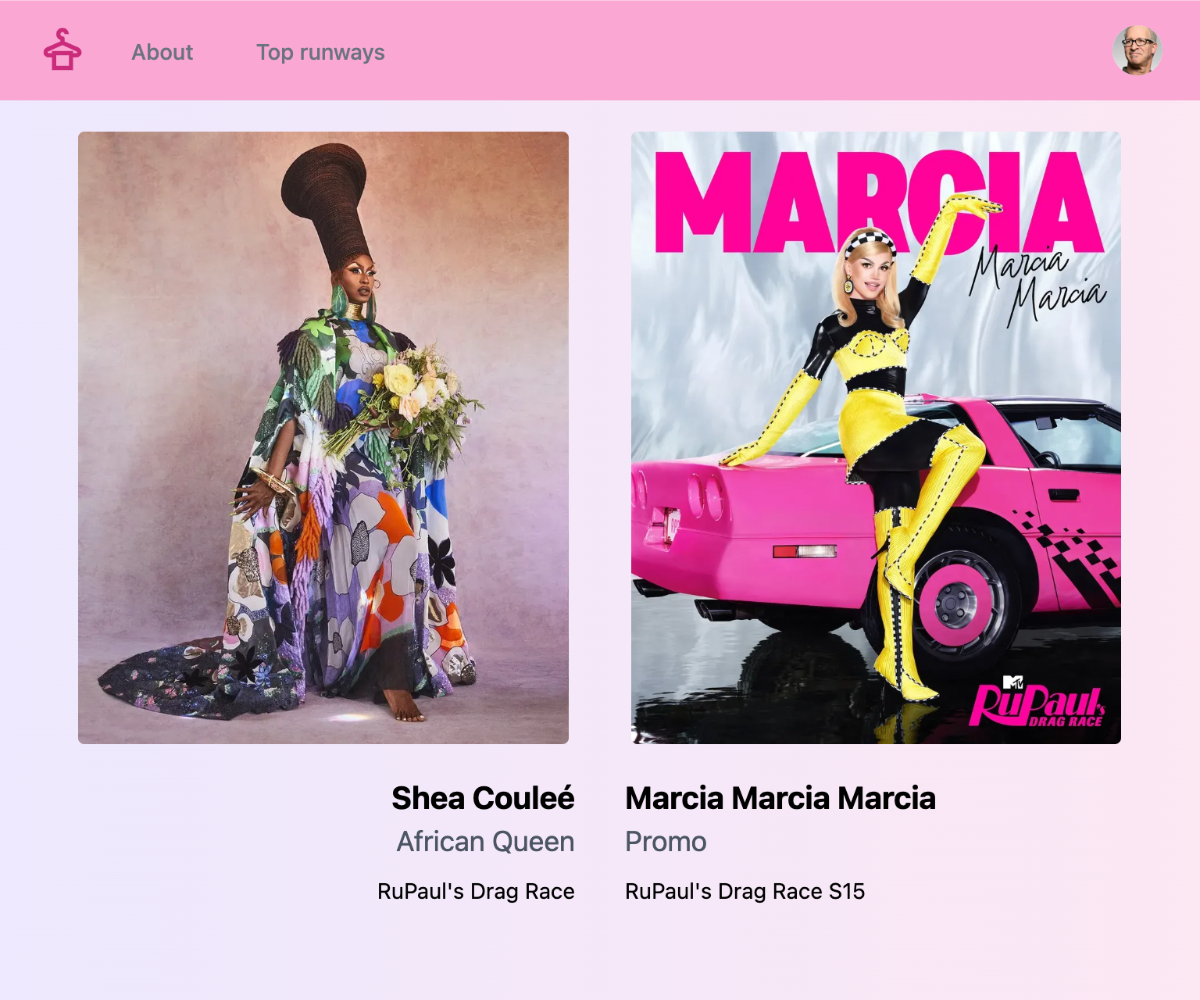 About
Top runways
MARCIA
Marcia
Marcia
MTV
RuPaul's
DRAG RACE
Shea Couleé
African Queen
RuPaul's Drag Race
Marcia Marcia Marcia
Promo
RuPaul's Drag Race S15